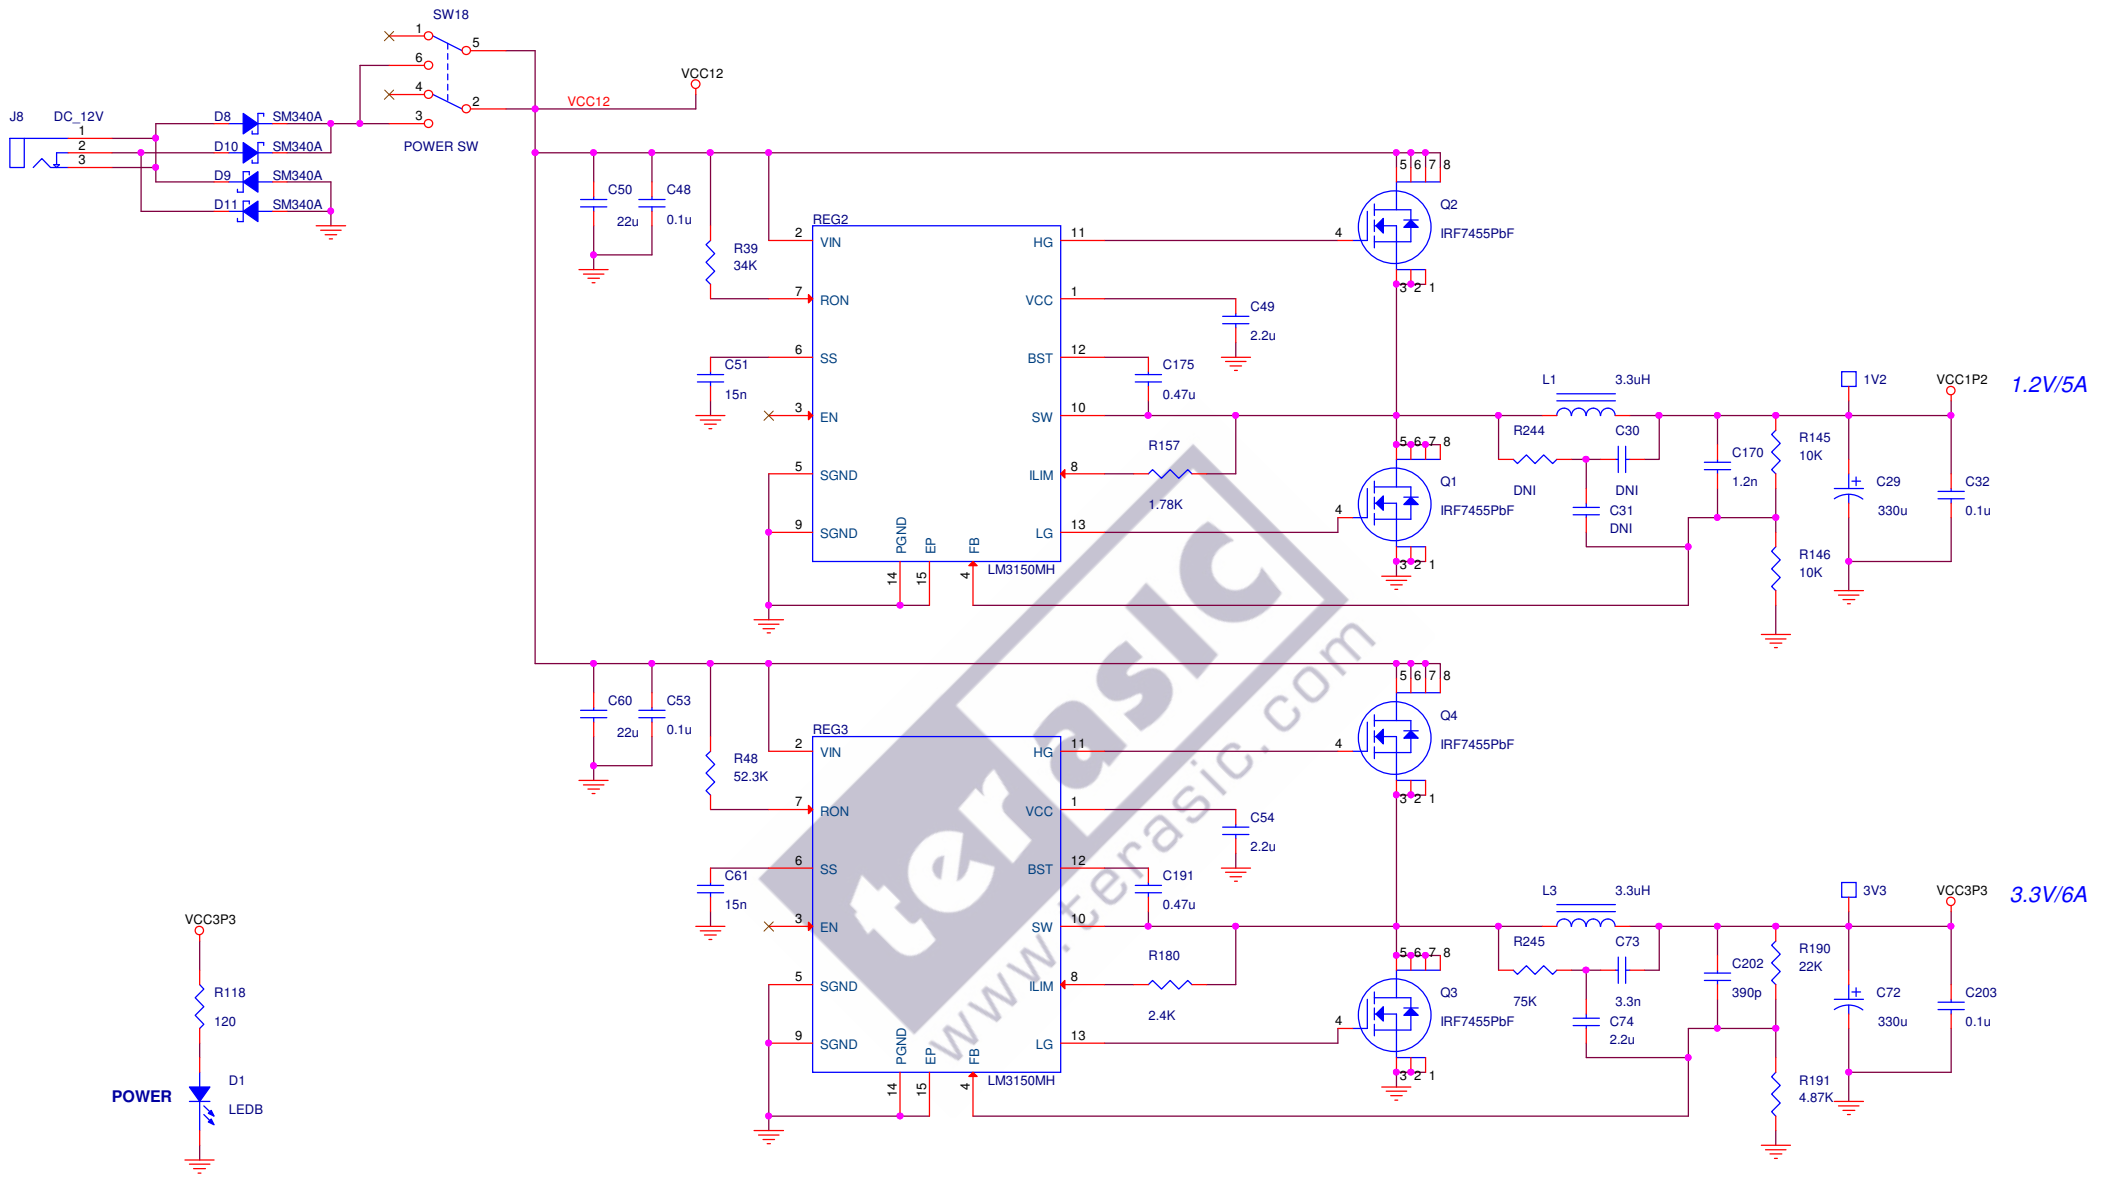 SW18
1
5
6
4
2
3
POWER SW
VCC12
VCC12
J8 DC_12V
1
2
3
D8 SM340A
D10 SM340A
D9 SM340A
D11 SM340A
C50
22u
C48
0.1u
R39
34K
REG2
2 VIN
7 RON
6 SS
3 EN
5 SGND
9 SGND
HG 11
VCC 1
BST 12
SW 10
ILIM 8
LG 13
PGND 14
EP 15
FB 4
LM3150MH
C51
15n
C49
2.2u
C175
0.47u
R157
1.78K
5 6 7 8
Q2
IRF7455PbF
4
3 2 1
5 6 7 8
Q1
IRF7455PbF
4
3 2 1
L1 3.3uH
R244 C30
DNI DNI
C31
DNI
C170
1.2n
R145
10K
R146
10K
1V2
C29
330u
+
VCC1P2
C32
0.1u
1.2V/5A
C60
22u
C53
0.1u
R48
52.3K
REG3
2 VIN
7 RON
6 SS
3 EN
5 SGND
9 SGND
HG 11
VCC 1
BST 12
SW 10
ILIM 8
LG 13
PGND 14
EP 15
FB 4
LM3150MH
C61
15n
C54
2.2u
C191
0.47u
R180
2.4K
5 6 7 8
Q4
IRF7455PbF
4
3 2 1
5 6 7 8
Q3
IRF7455PbF
4
3 2 1
L3 3.3uH
R245 C73
75K 3.3n
C74
2.2u
C202
390p
R190
22K
R191
4.87K
3V3
C72
330u
+
VCC3P3
C203
0.1u
3.3V/6A
VCC3P3
R118
120
POWER
D1
LEDB
terasic
www.terasic.com